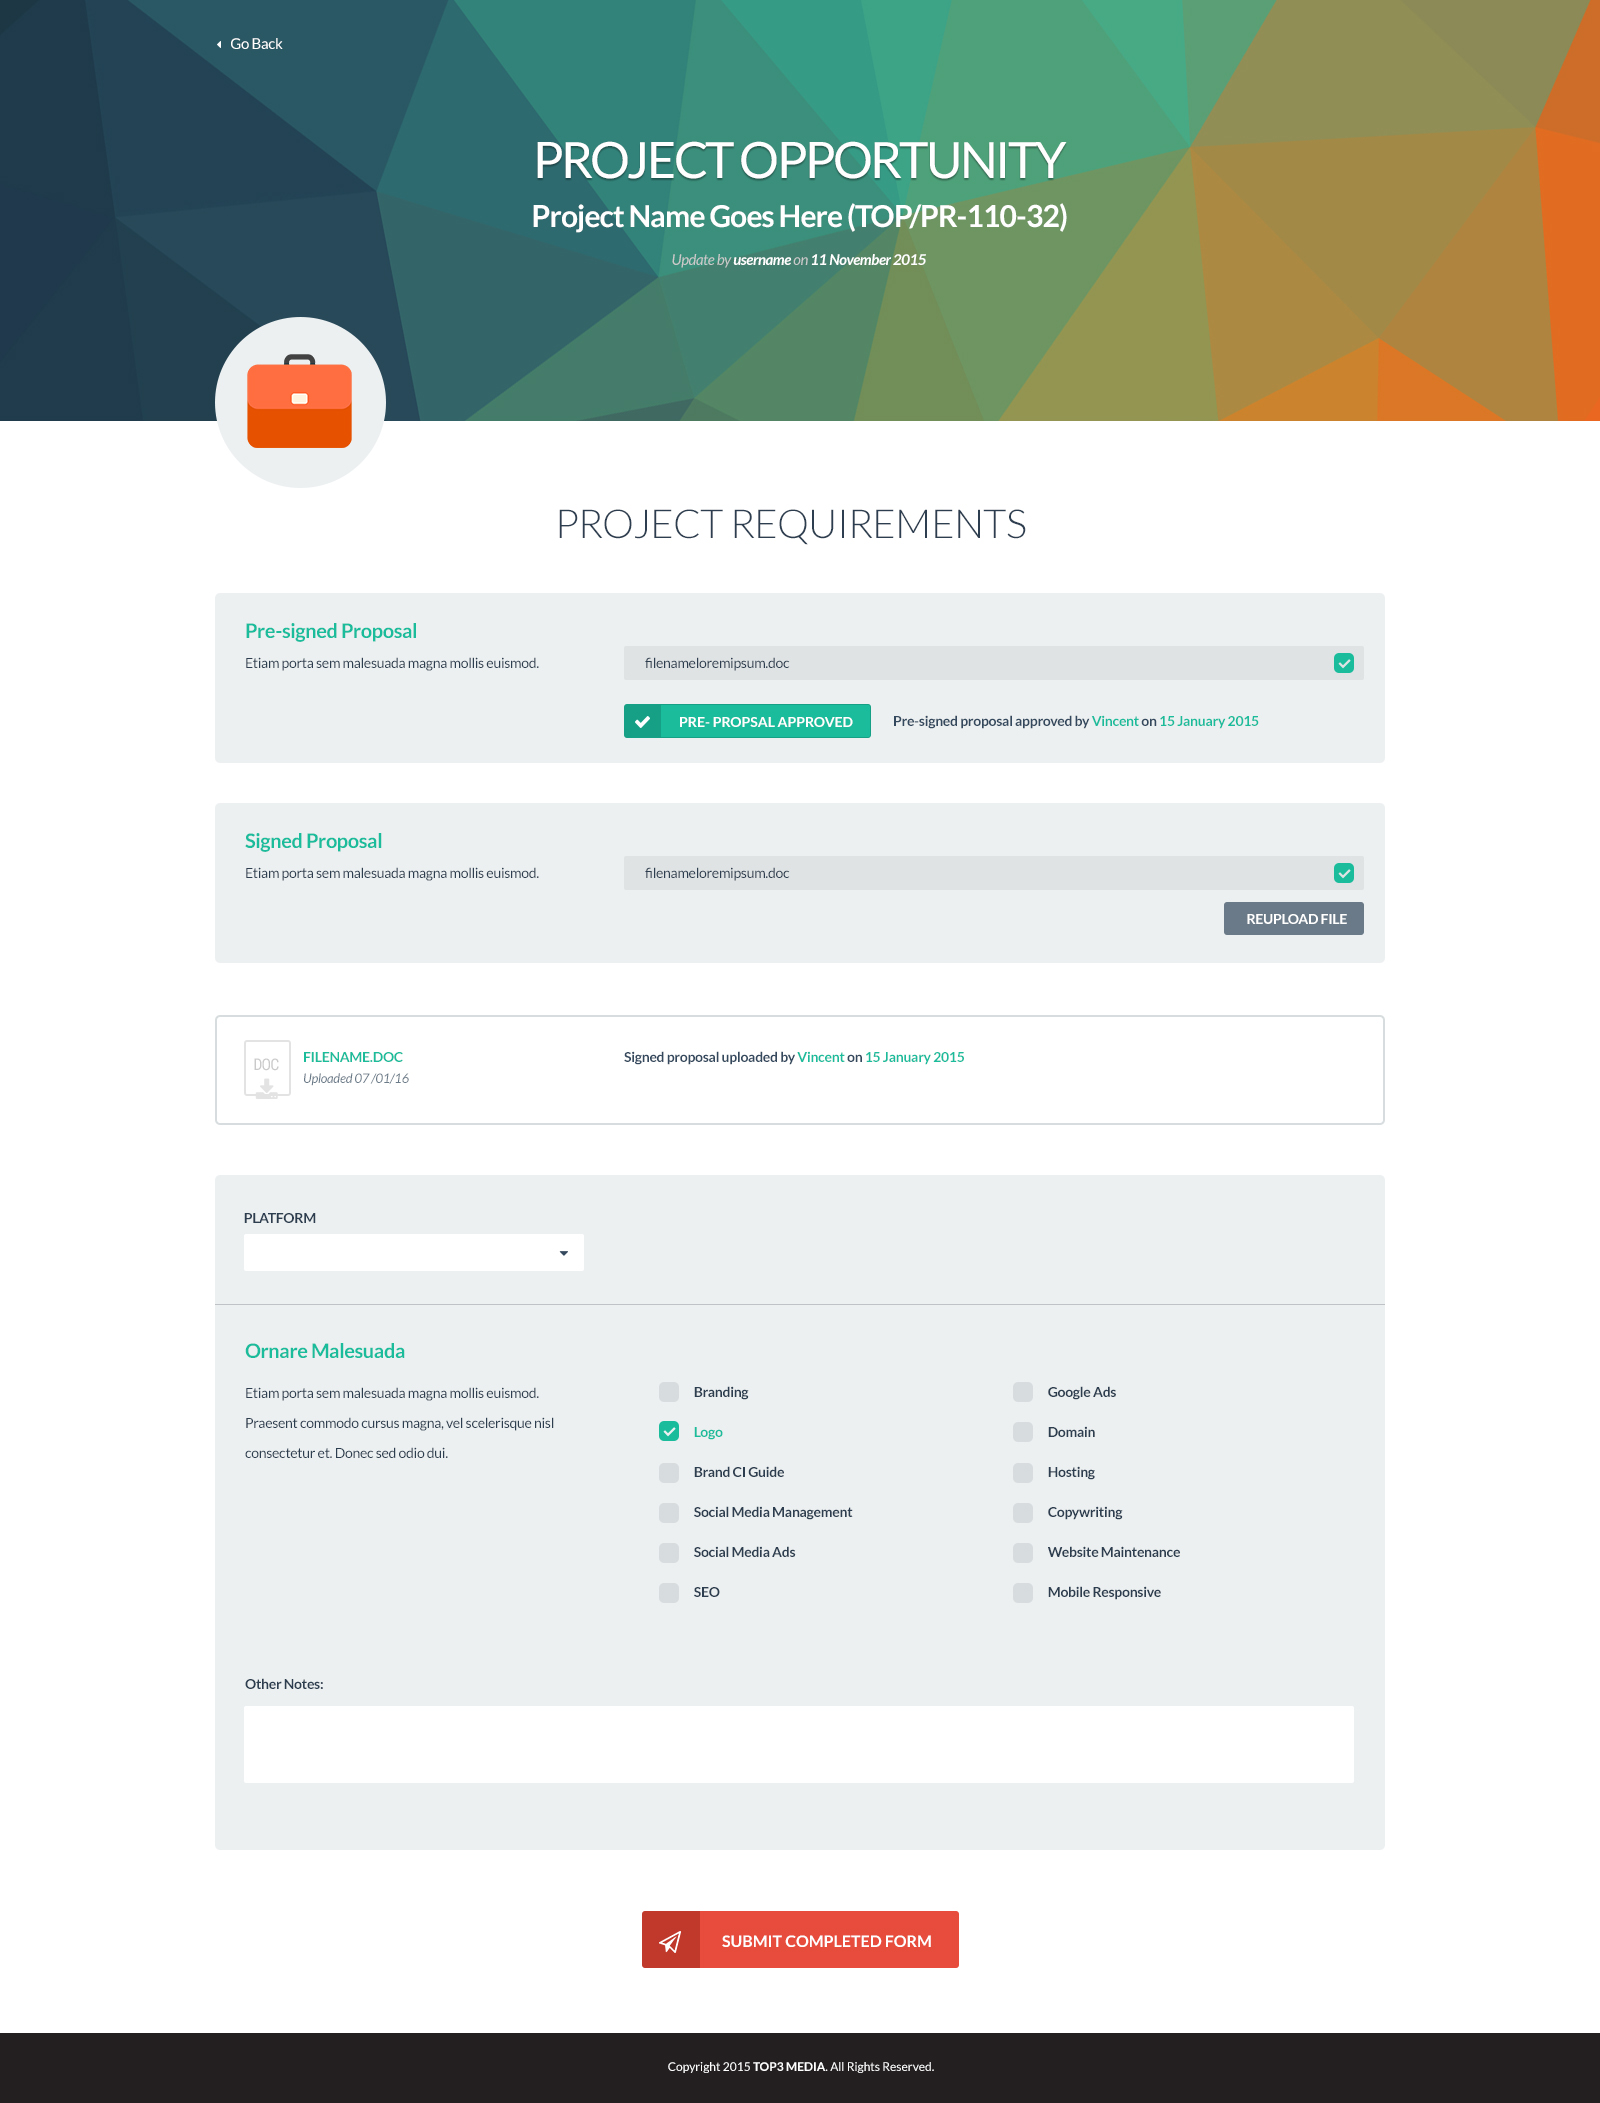 Go Back
PROJECT OPPORTUNITY
Project Name Goes Here (TOP/PR-110-32)
Update by username on 11 November 2015
PROJECT REQUIREMENTS
Pre-signed Proposal
Etiam porta sem malesuada magna mollis euismod.
filenameloremipsum.doc
PRE- PROPSAL APPROVED
Pre-signed proposal approved by Vincent on 15 January 2015
Signed Proposal
Etiam porta sem malesuada magna mollis euismod.
filenameloremipsum.doc
REUPLOAD FILE
DOC
FILENAME.DOC
Uploaded 07 /01/16
Signed proposal uploaded by Vincent on 15 January 2015
PLATFORM
Ornare Malesuada
Etiam porta sem malesuada magna mollis euismod.
Praesent commodo cursus magna, vel scelerisque nisl
consectetur et. Donec sed odio dui.
Branding
Logo
Brand CI Guide
Social Media Management
Social Media Ads
SEO
Google Ads
Domain
Hosting
Copywriting
Website Maintenance
Mobile Responsive
Other Notes:
SUBMIT COMPLETED FORM
Copyright 2015 TOP3 MEDIA. All Rights Reserved.